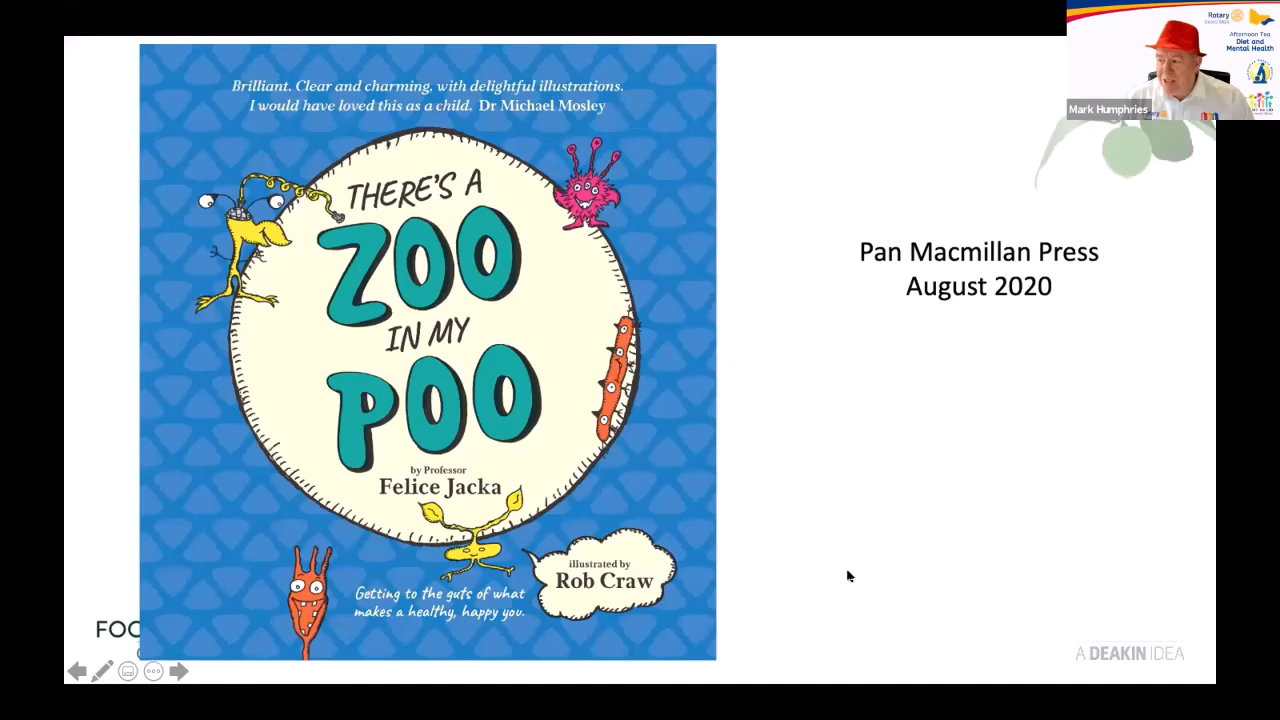 Brilliant. Clear and charming, with delightful illustrations.
I would have loved this as a child. Dr Michael Mosley
THERE'S A
ZOO
IN MY
POO
by Professor
Felice Jacka
illustrated by
Rob Craw
Getting to the guts of what
makes a healthy, happy you.
Pan Macmillan Press
August 2020
FOO
A DEAKIN IDEA
Rotary
Afternoon Tea
Diet and
Mental Health
Mark Humphries